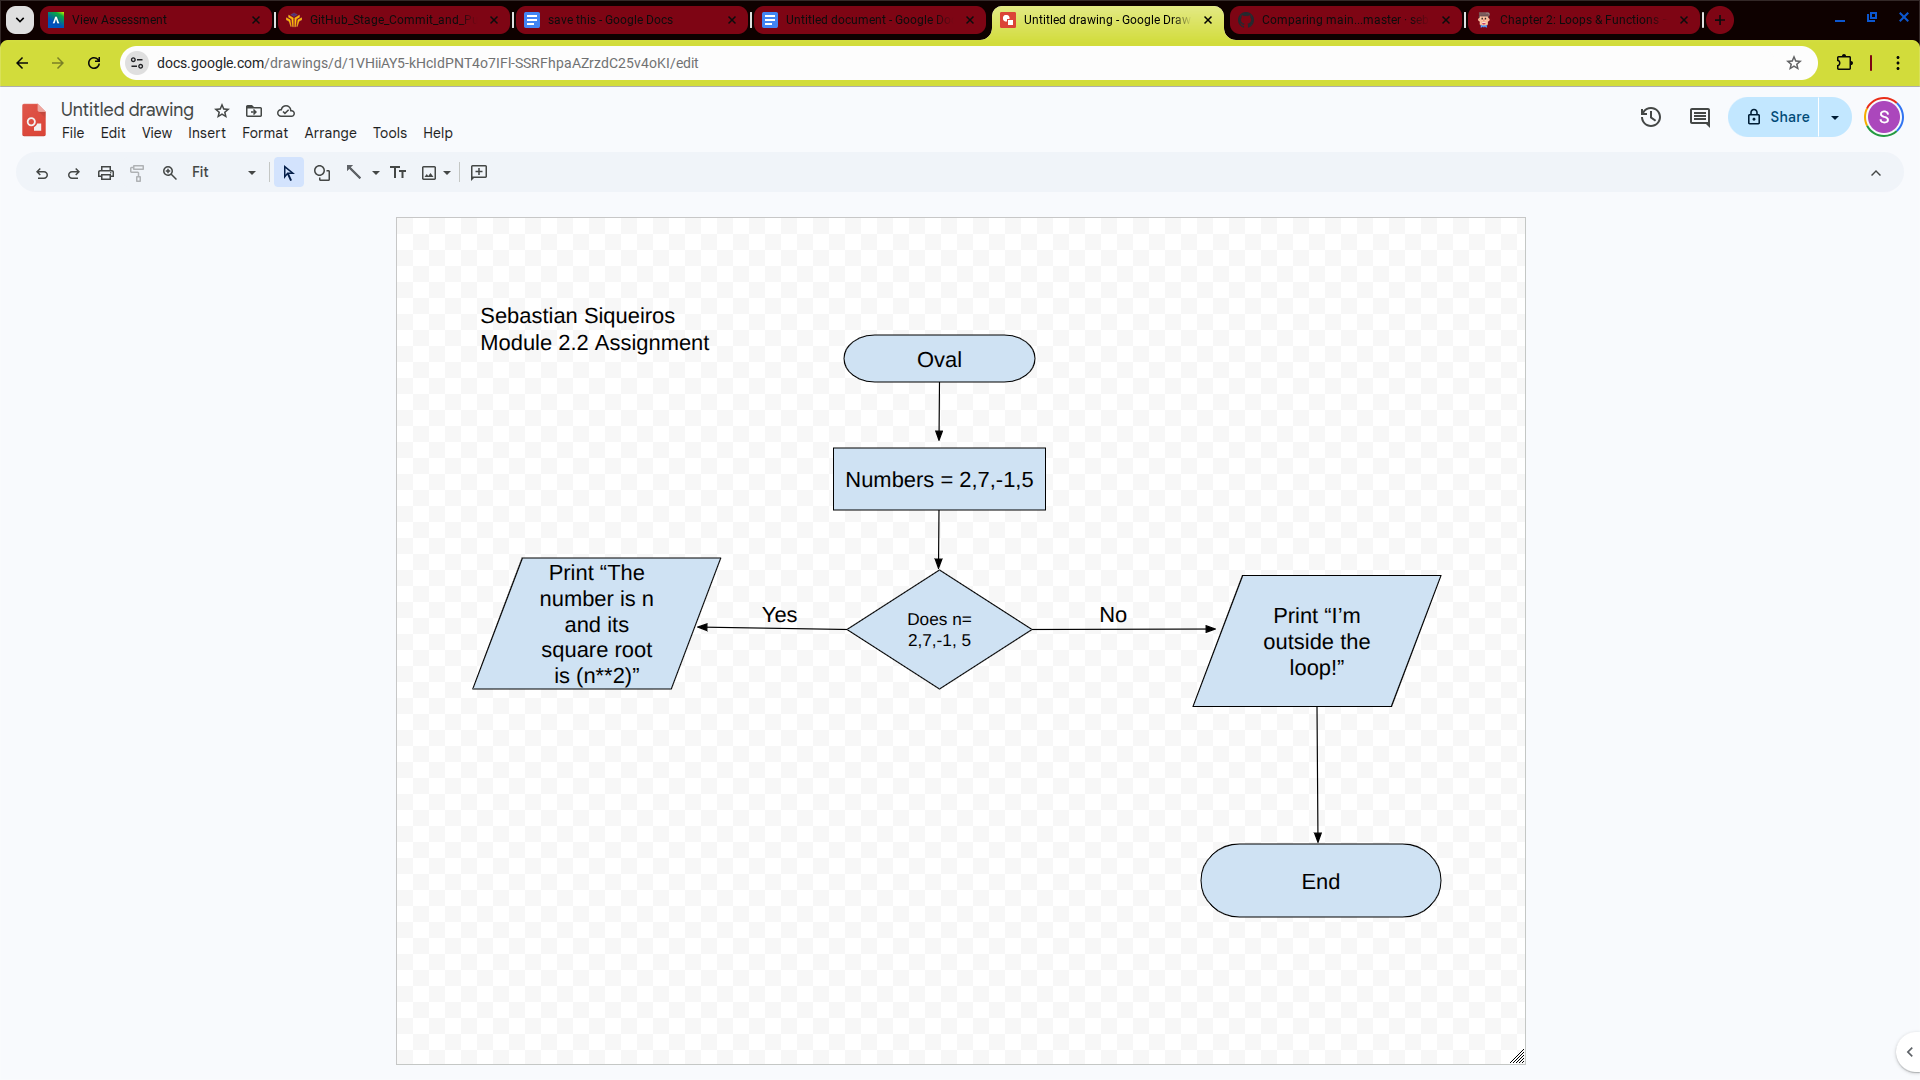 View Assessment
GitHub_Stage_Commit_and_P
save this - Google Docs
Untitled document - Google Do
Untitled drawing - Google Draw
Comparing main...master · seb
Chapter 2: Loops & Functions
docs.google.com/drawings/d/1VHiiAY5-kHcIdPNT4o7IFl-SSRFhpaAZrzdC25v4oKI/edit
Untitled drawing
File Edit View Insert Format Arrange Tools Help
Share
S
Fit
Tт
Sebastian Siqueiros
Module 2.2 Assignment
Oval
Numbers = 2,7,-1,5
Print “The
number is n
and its
square root
is (n**2)”
Yes
Does n=
2,7,-1, 5
No
Print “I’m
outside the
loop!”
End